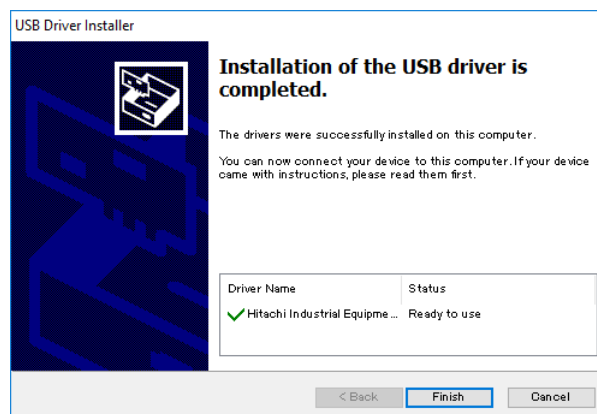 USB Driver Installer
Installation of the USB driver is
completed.
The drivers were successfully installed on this computer.
You can now connect your device to this computer.If your device
came with instructions, please read them first.
Driver Name Status
Hitachi Industrial Equipme... Ready to use
< Back Finish Cancel